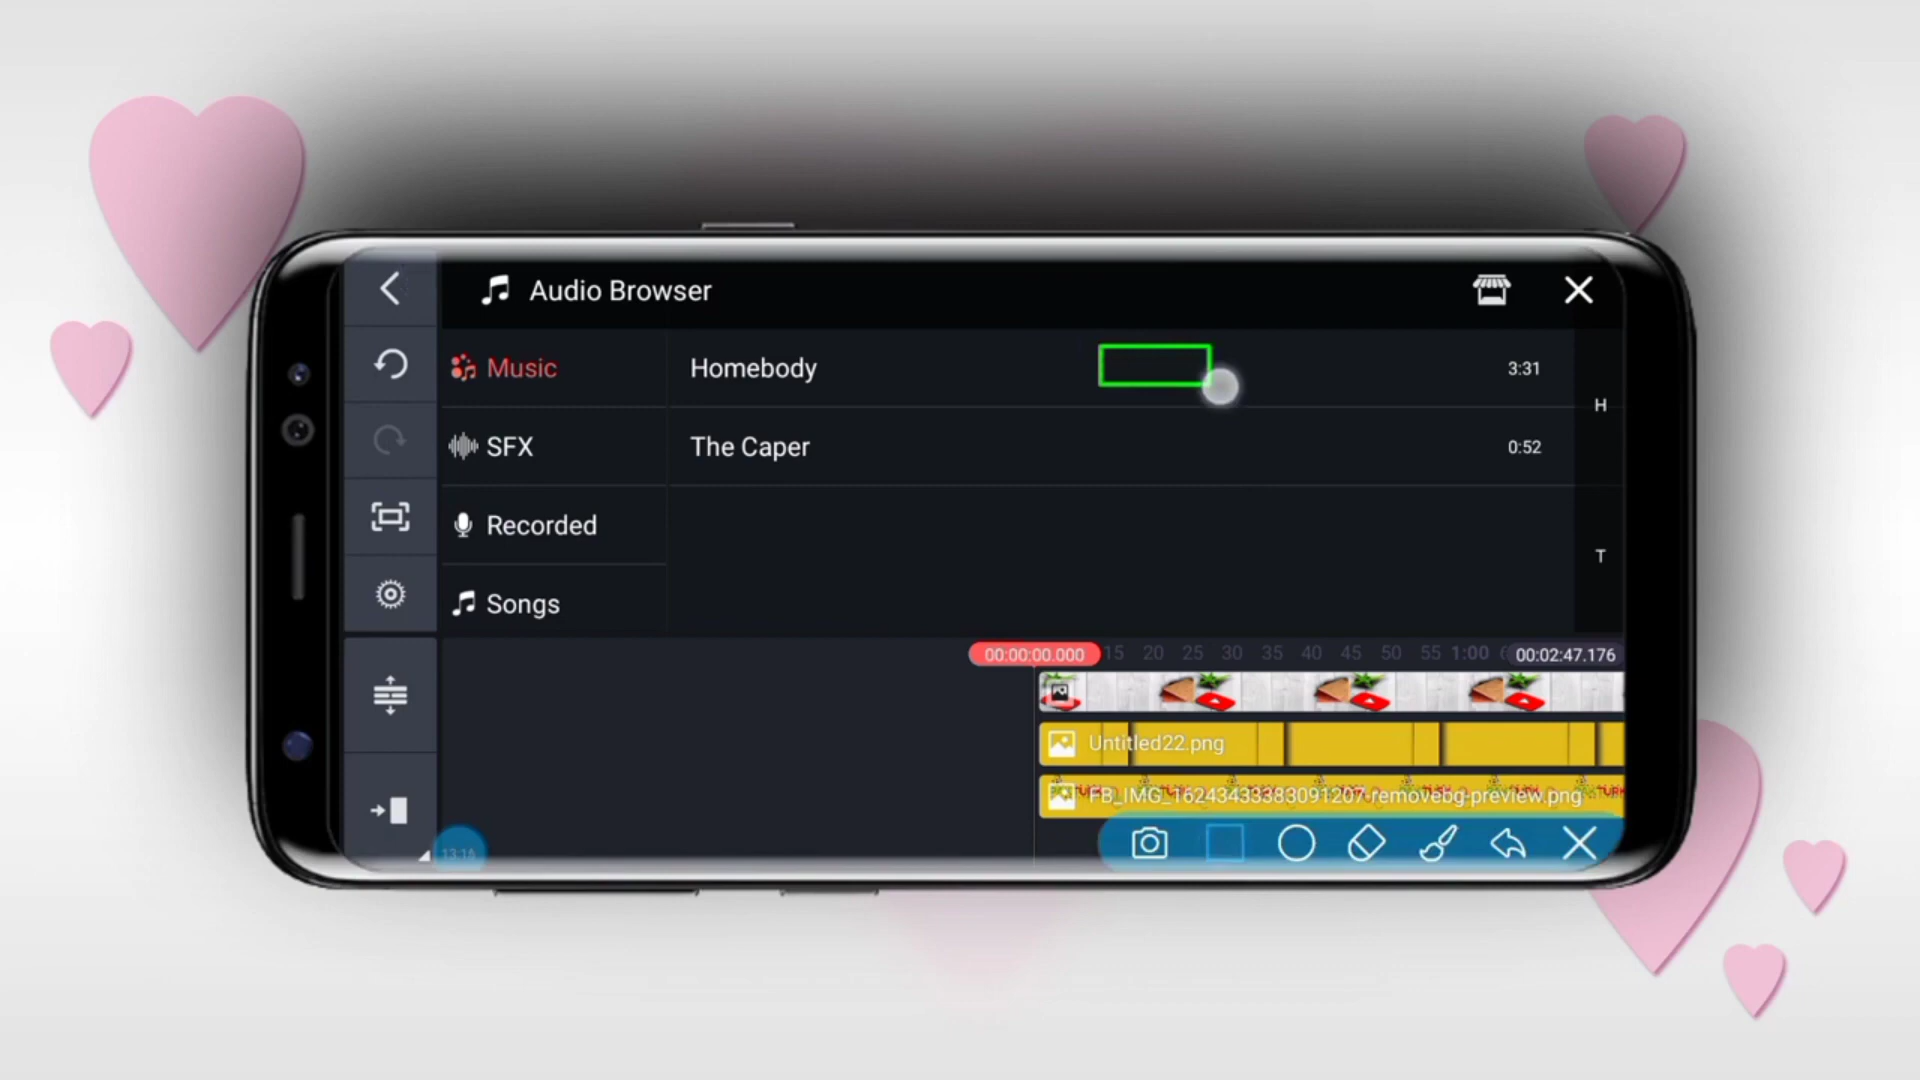 Audio Browser
Music
Homebody
3:31
H
SFX
The Caper
0:52
Recorded
T
Songs
00:00:00.000
15 20 25 30 35 40 45 50 55 1:00
00:02:47.176
Untitled22.png
FB_IMG_1624343383091207-removebg-preview.png
13:16